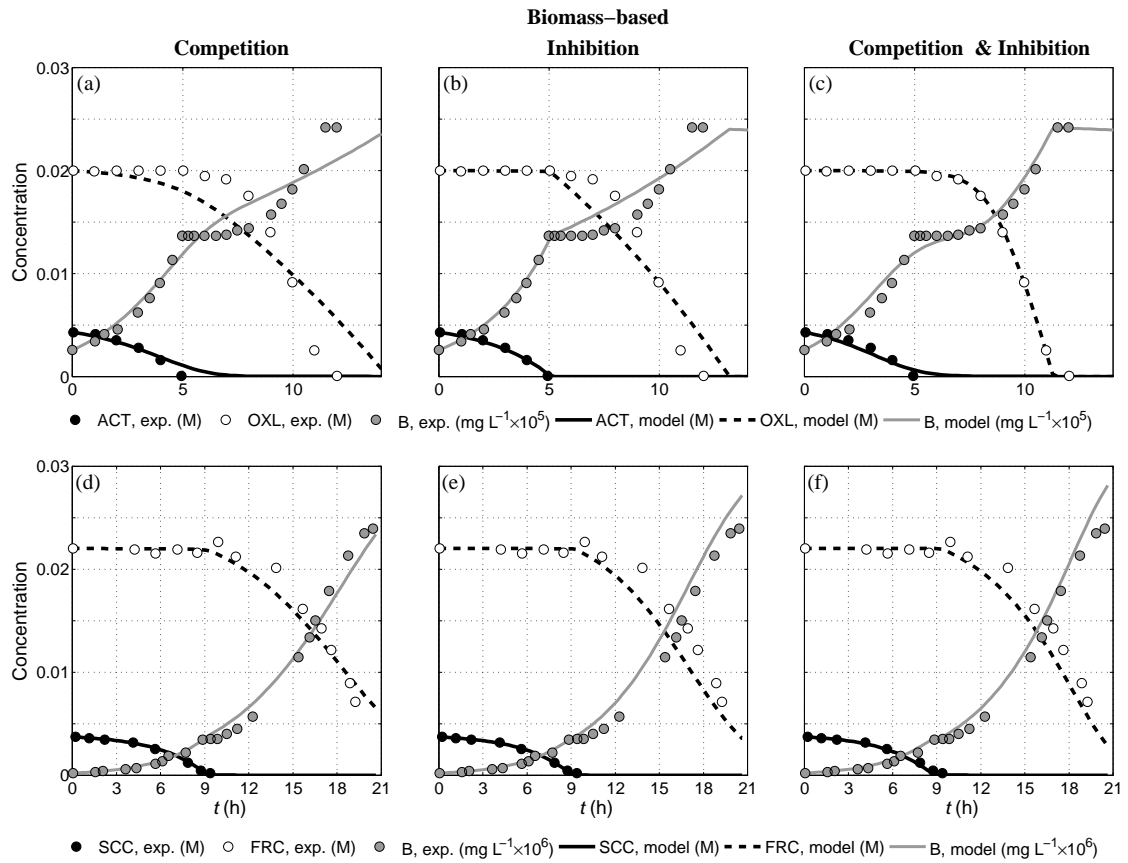 Biomass−based
Competition Inhibition Competition & Inhibition
0.03 (a) (b) (c)
0.02
Concentration
0.01
0
0 5 10 0 5 10 0 5 10
ACT, exp. (M) OXL, exp. (M) B, exp. (mg L⁻¹×10⁵) ACT, model (M) OXL, model (M) B, model (mg L⁻¹×10⁵)
0.03 (d) (e) (f)
0.02
Concentration
0.01
0
0 3 6 9 12 15 18 21 0 3 6 9 12 15 18 21 0 3 6 9 12 15 18 21
t (h) t (h) t (h)
SCC, exp. (M) FRC, exp. (M) B, exp. (mg L⁻¹×10⁶) SCC, model (M) FRC, model (M) B, model (mg L⁻¹×10⁶)